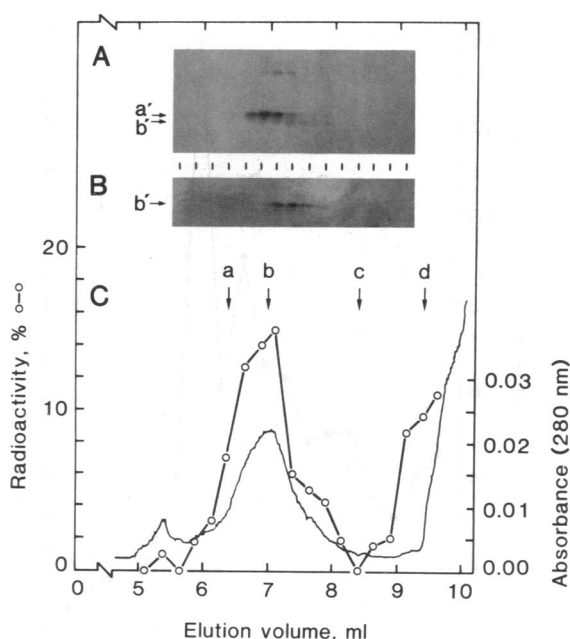 A
a′
b′
B
b′
20
C
a b c d
10
0
0.03
0.02
0.01
0.00
Radioactivity, % o–o
Absorbance (280 nm)
0 5 6 7 8 9 10
Elution volume, ml